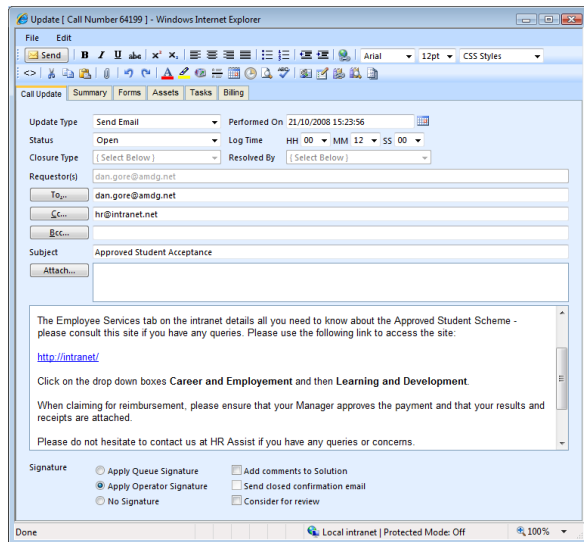 Update [ Call Number 64199 ] - Windows Internet Explorer
File Edit
Send B I U abc x² x₂ Arial 12pt CSS Styles
Call Update Summary Forms Assets Tasks Billing
Update Type Send Email Performed On 21/10/2008 15:23:56
Status Open Log Time HH 00 MM 12 SS 00
Closure Type { Select Below } Resolved By { Select Below }
Requestor(s) dan.gore@amdg.net
To... dan.gore@amdg.net
Cc... hr@intranet.net
Bcc...
Subject Approved Student Acceptance
Attach...
The Employee Services tab on the intranet details all you need to know about the Approved Student Scheme -
please consult this site if you have any queries. Please use the following link to access the site:
http://intranet/
Click on the drop down boxes Career and Employement and then Learning and Development.
When claiming for reimbursement, please ensure that your Manager approves the payment and that your results and
receipts are attached.
Please do not hesitate to contact us at HR Assist if you have any queries or concerns.
Signature Apply Queue Signature Add comments to Solution
Apply Operator Signature Send closed confirmation email
No Signature Consider for review
Done Local intranet | Protected Mode: Off 100%